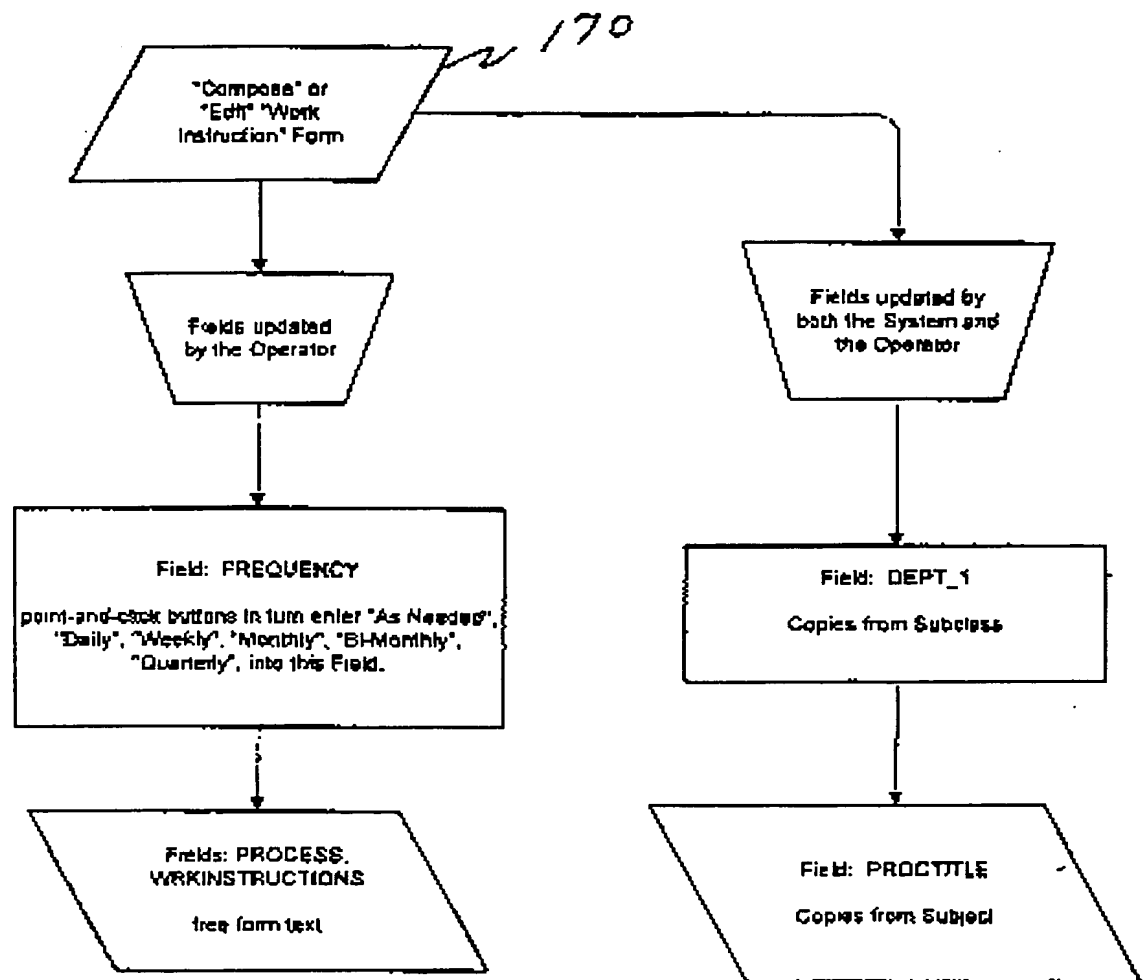 170
"Compose" or
"Edit" "Work
Instruction" Form
Fields updated
by the Operator
Fields updated by
both the System and
the Operator
Field: FREQUENCY
point-and-click buttons in turn enter "As Needed",
"Daily", "Weekly", "Monthly", "Bi-Monthly",
"Quarterly", into this Field.
Field: DEPT_1
Copies from Subclass
Fields: PROCESS,
WRKINSTRUCTIONS
free form text
Field: PROCTITLE
Copies from Subject